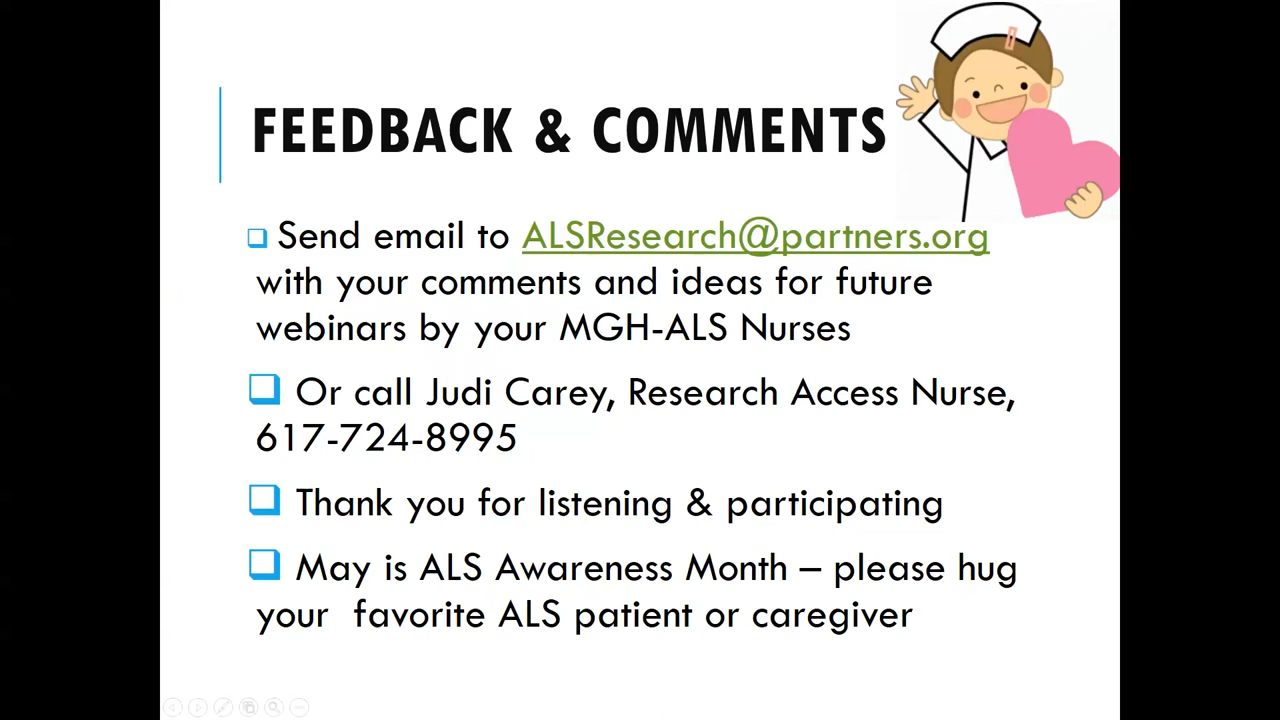 FEEDBACK & COMMENTS
Send email to ALSResearch@partners.org
with your comments and ideas for future
webinars by your MGH-ALS Nurses
Or call Judi Carey, Research Access Nurse,
617-724-8995
Thank you for listening & participating
May is ALS Awareness Month – please hug
your  favorite ALS patient or caregiver